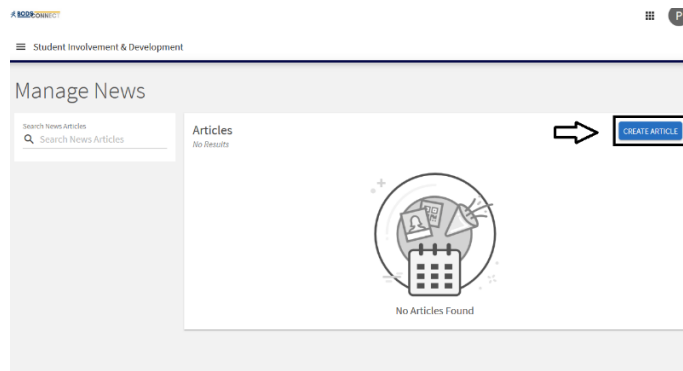 CONNECT
P
Student Involvement & Development
Manage News
Search News Articles
Search News Articles
Articles
No Results
CREATE ARTICLE
No Articles Found